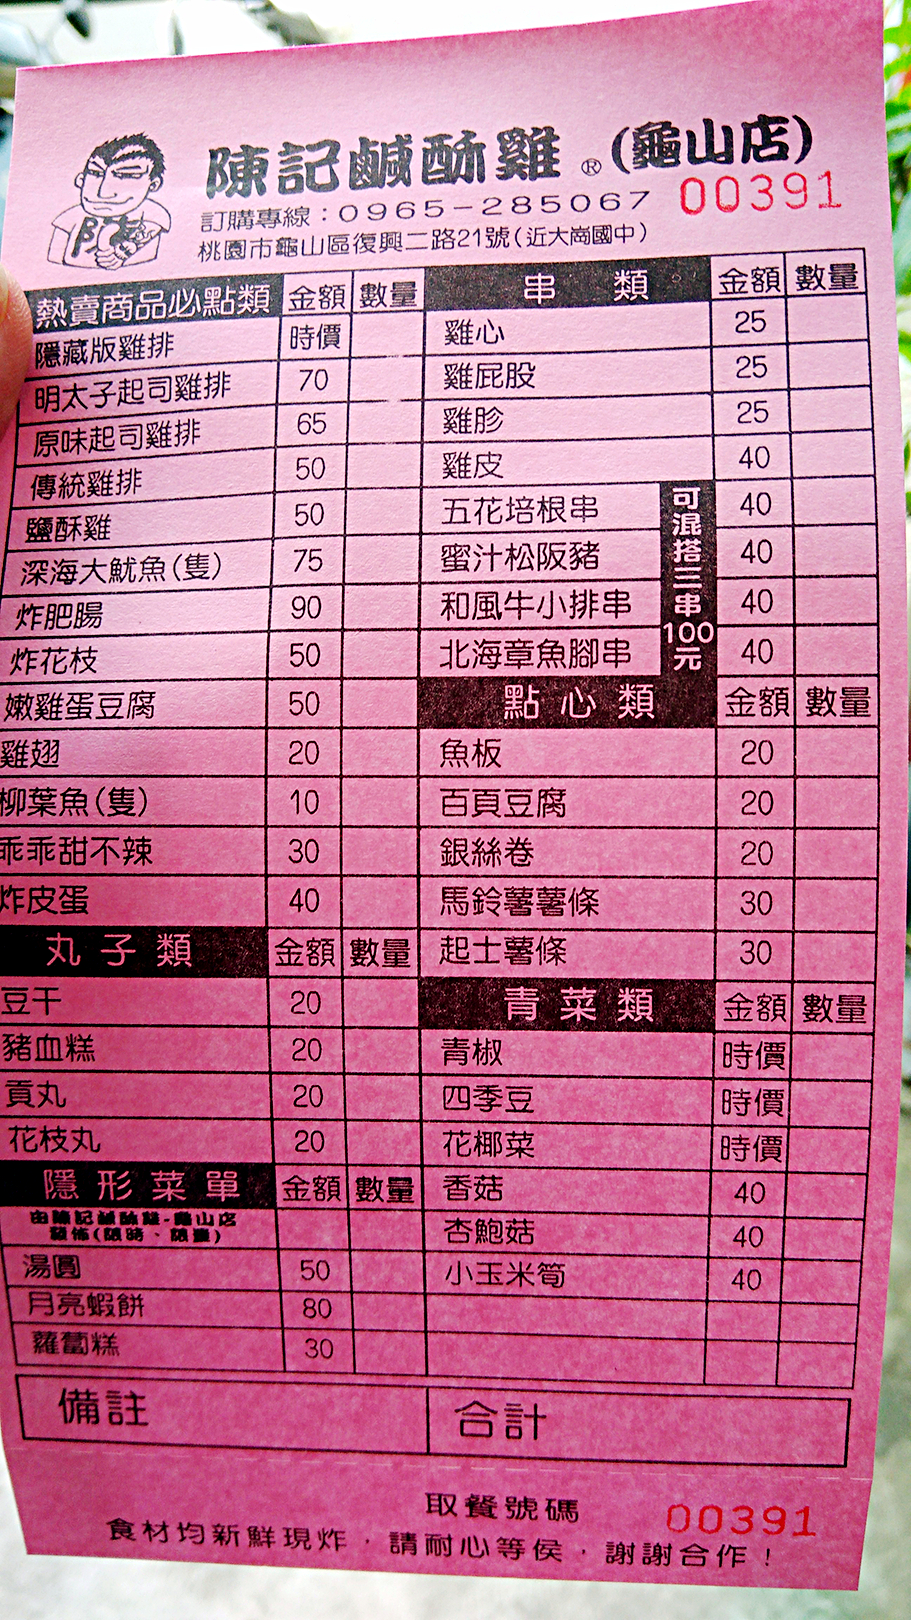 陳記鹹酥雞®(龜山店)
訂購專線：0965-285067 00391
桃園市龜山區復興二路21號(近大崗國中)
熱賣商品必點類 金額 數量
隱藏版雞排 時價
明太子起司雞排 70
原味起司雞排 65
傳統雞排 50
鹽酥雞 50
深海大魷魚(隻) 75
炸肥腸 90
炸花枝 50
嫩雞蛋豆腐 50
雞翅 20
柳葉魚(隻) 10
乖乖甜不辣 30
炸皮蛋 40
丸子類 金額 數量
豆干 20
豬血糕 20
貢丸 20
花枝丸 20
隱形菜單 金額 數量
由陳記鹹酥雞-龜山店
發佈(限時、限量)
湯圓 50
月亮蝦餅 80
蘿蔔糕 30
串類 金額 數量
雞心 25
雞屁股 25
雞胗 25
雞皮 40
五花培根串 40
蜜汁松阪豬 40
和風牛小排串 40
北海章魚腳串 40
可混搭三串100元
點心類 金額 數量
魚板 20
百頁豆腐 20
銀絲卷 20
馬鈴薯薯條 30
起士薯條 30
青菜類 金額 數量
青椒 時價
四季豆 時價
花椰菜 時價
香菇 40
杏鮑菇 40
小玉米筍 40
備註
合計
取餐號碼 00391
食材均新鮮現炸，請耐心等侯，謝謝合作！